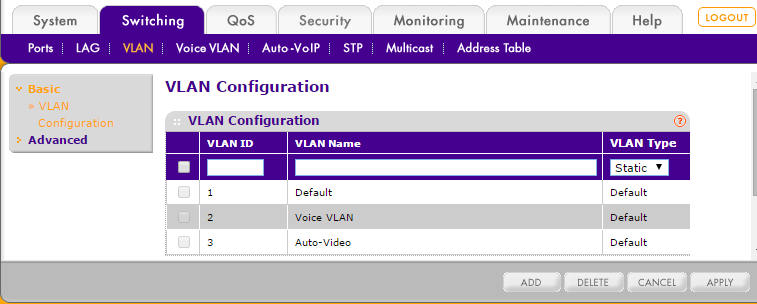 System Switching QoS Security Monitoring Maintenance Help LOGOUT
Ports LAG VLAN Voice VLAN Auto-VoIP STP Multicast Address Table
Basic
» VLAN
Configuration
Advanced
VLAN Configuration
VLAN Configuration ?
VLAN ID VLAN Name VLAN Type
Static
1 Default Default
2 Voice VLAN Default
3 Auto-Video Default
ADD DELETE CANCEL APPLY